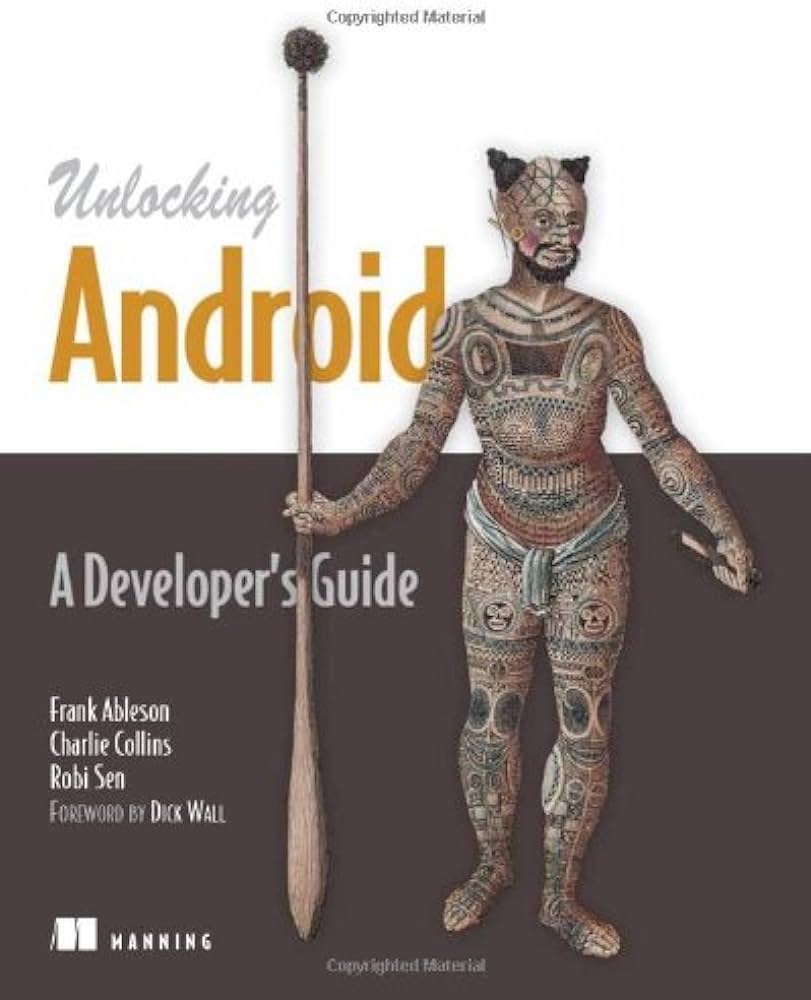 Copyrighted Material
Unlocking
Android
A Developer's Guide
Frank Ableson
Charlie Collins
Robi Sen
FOREWORD BY DICK WALL
MANNING
Copyrighted Material